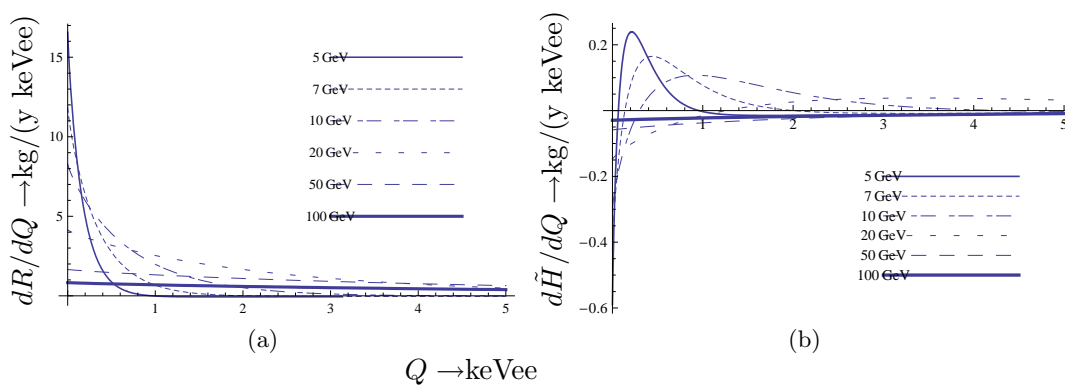 dR/dQ →kg/(y keVee)
15
10
5
0
0
1
2
3
4
5
5 GeV
7 GeV
10 GeV
20 GeV
50 GeV
100 GeV
(a)
dH̃/dQ →kg/(y keVee)
0.2
-0.2
-0.4
-0.6
1
2
3
4
5
5 GeV
7 GeV
10 GeV
20 GeV
50 GeV
100 GeV
(b)
Q →keVee